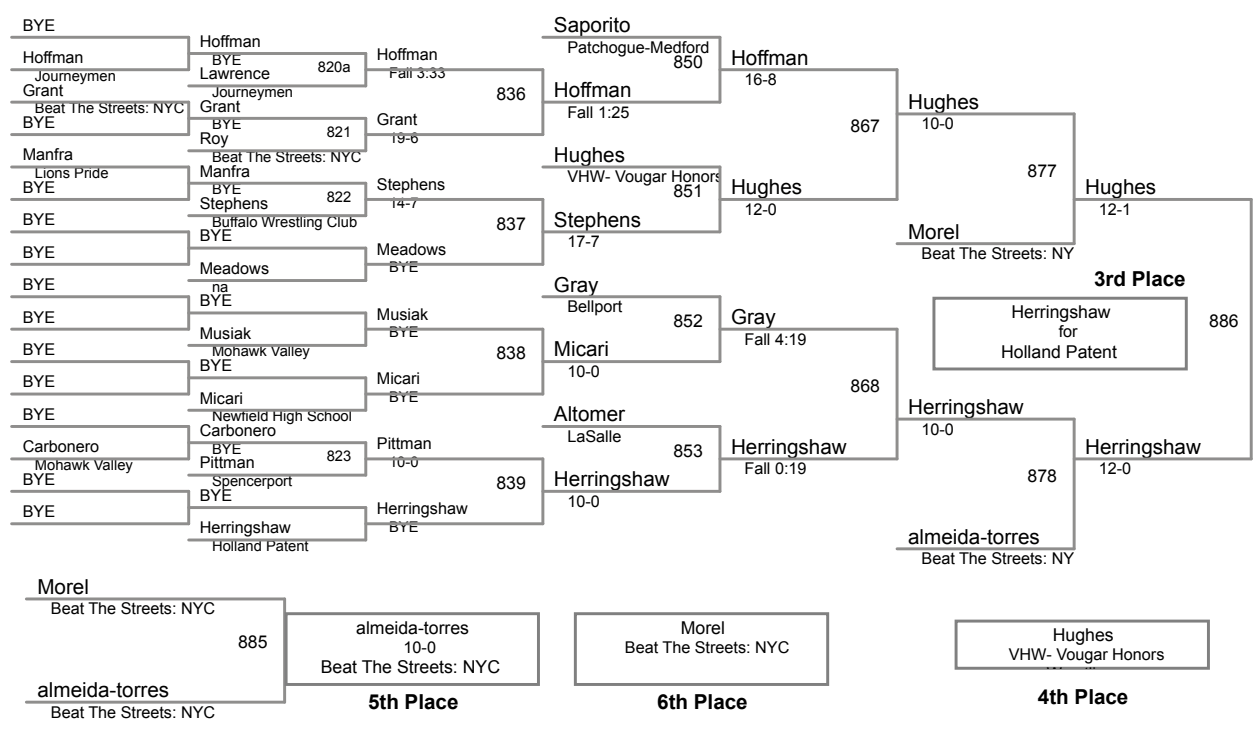 BYE
Hoffman
Journeymen
Grant
Beat The Streets: NYC
BYE
Manfra
Lions Pride
BYE
BYE
BYE
BYE
BYE
BYE
BYE
BYE
Carbonero
Mohawk Valley
BYE
BYE
Hoffman
BYE
Lawrence
820a
Journeymen
Grant
BYE
Roy
821
Beat The Streets: NYC
Manfra
BYE
Stephens
822
Buffalo Wrestling Club
BYE
Meadows
na
BYE
Musiak
Mohawk Valley
BYE
Micari
Newfield High School
Carbonero
BYE
Pittman
823
Spencerport
BYE
Herringshaw
Holland Patent
Hoffman
Fall 3:33
836
Grant
19-6
Stephens
14-7
837
Meadows
BYE
Musiak
BYE
838
Micari
BYE
Pittman
10-0
839
Herringshaw
BYE
Saporito
Patchogue-Medford
850
Hoffman
Fall 1:25
Hughes
VHW- Vougar Honors
851
Stephens
17-7
Gray
Bellport
852
Micari
10-0
Altomer
LaSalle
853
Herringshaw
10-0
Hoffman
16-8
867
Hughes
12-0
Gray
Fall 4:19
868
Herringshaw
Fall 0:19
Hughes
10-0
877
Morel
Beat The Streets: NY
Herringshaw
10-0
878
almeida-torres
Beat The Streets: NY
Hughes
12-1
886
Herringshaw
12-0
3rd Place
Herringshaw
for
Holland Patent
Morel
Beat The Streets: NYC
885
almeida-torres
Beat The Streets: NYC
almeida-torres
10-0
Beat The Streets: NYC
5th Place
Morel
Beat The Streets: NYC
6th Place
Hughes
VHW- Vougar Honors
4th Place